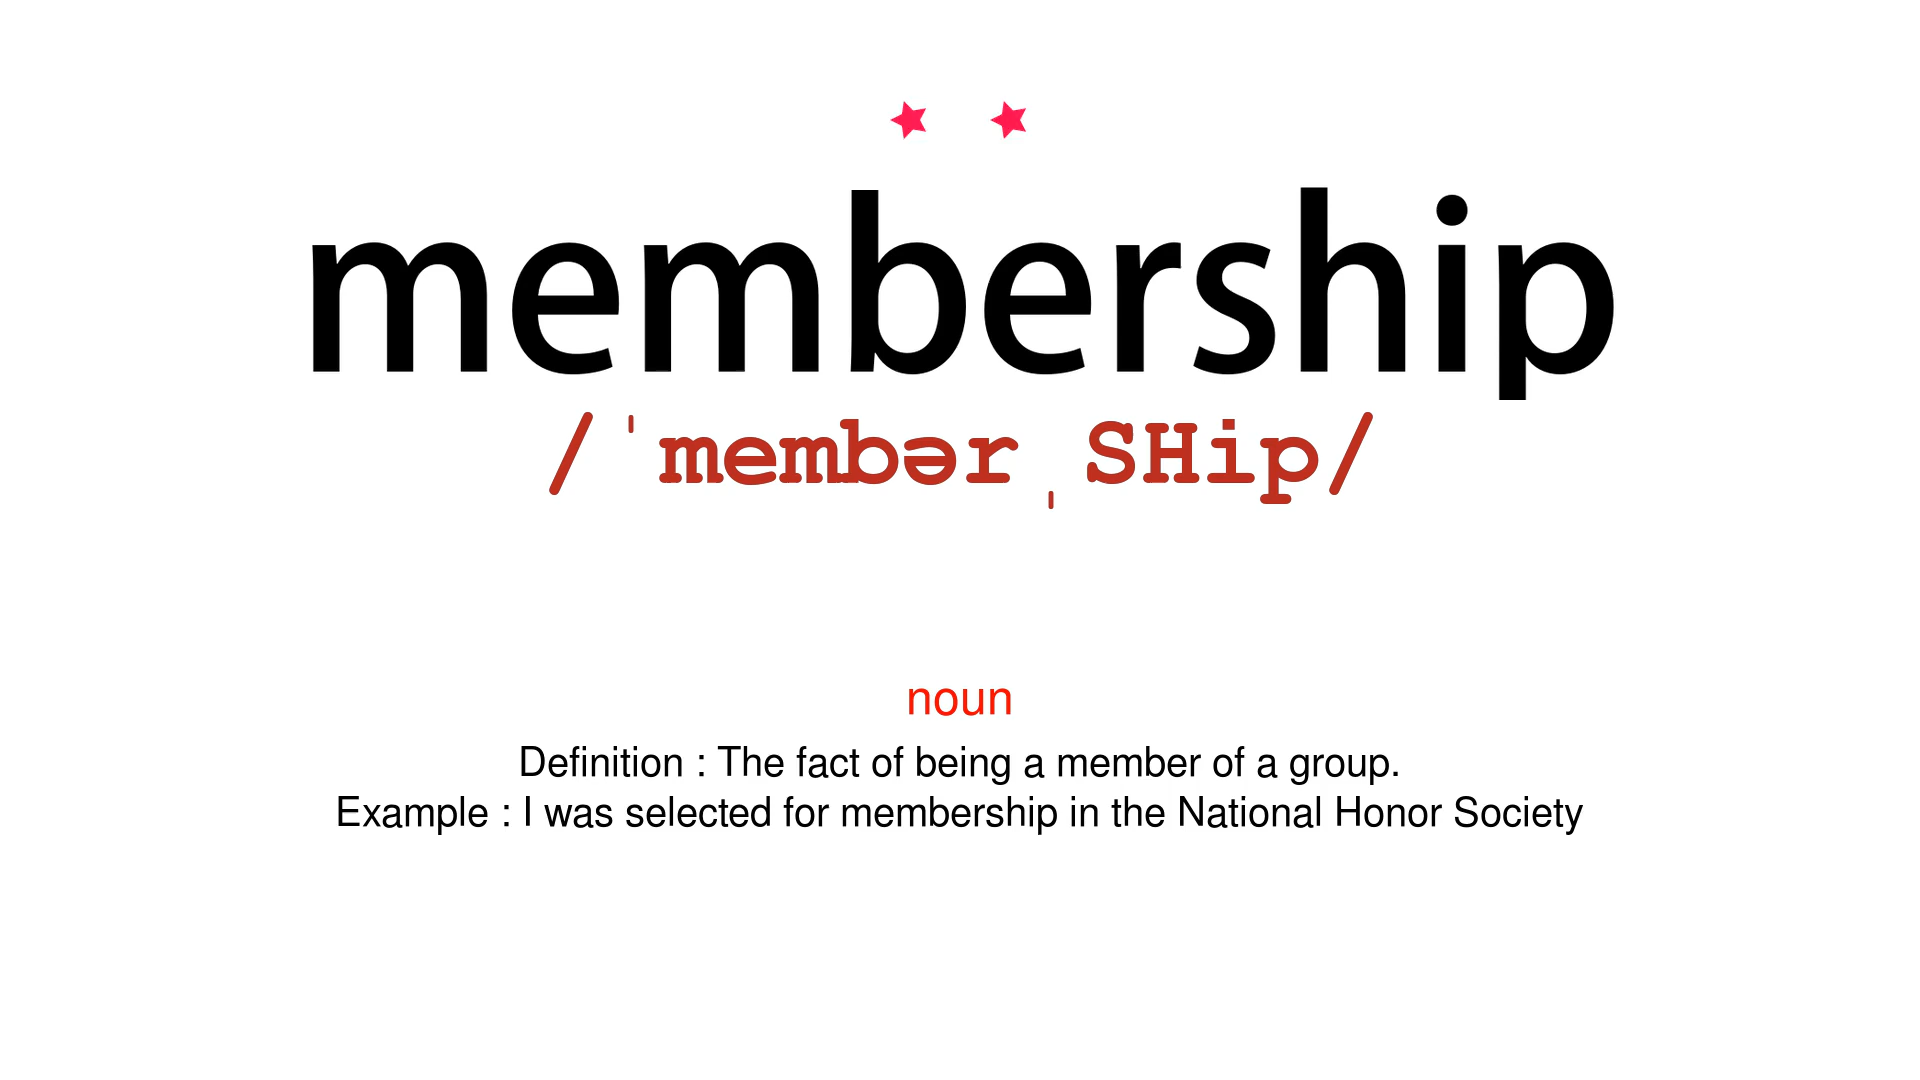 membership
/ˈmembərˌSHip/
noun
Definition : The fact of being a member of a group.
Example : I was selected for membership in the National Honor Society